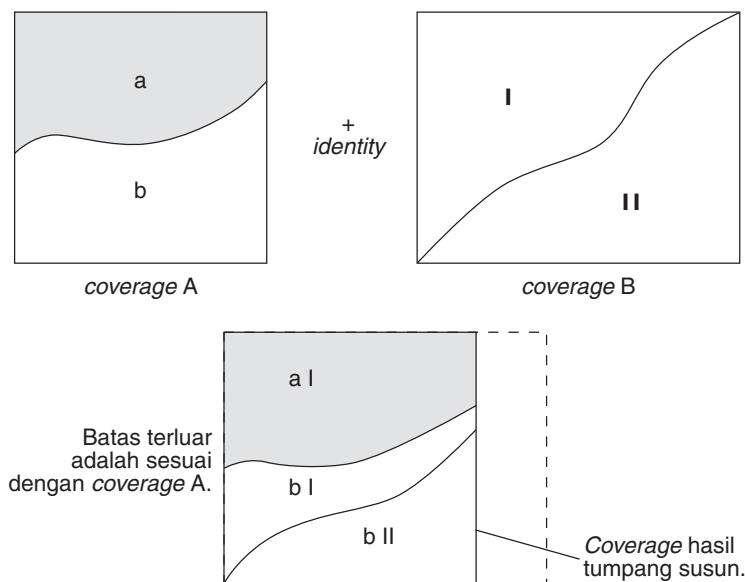 a
b
coverage A
+
identity
I
II
coverage B
a I
b I
b II
Batas terluar
adalah sesuai
dengan coverage A.
Coverage hasil
tumpang susun.